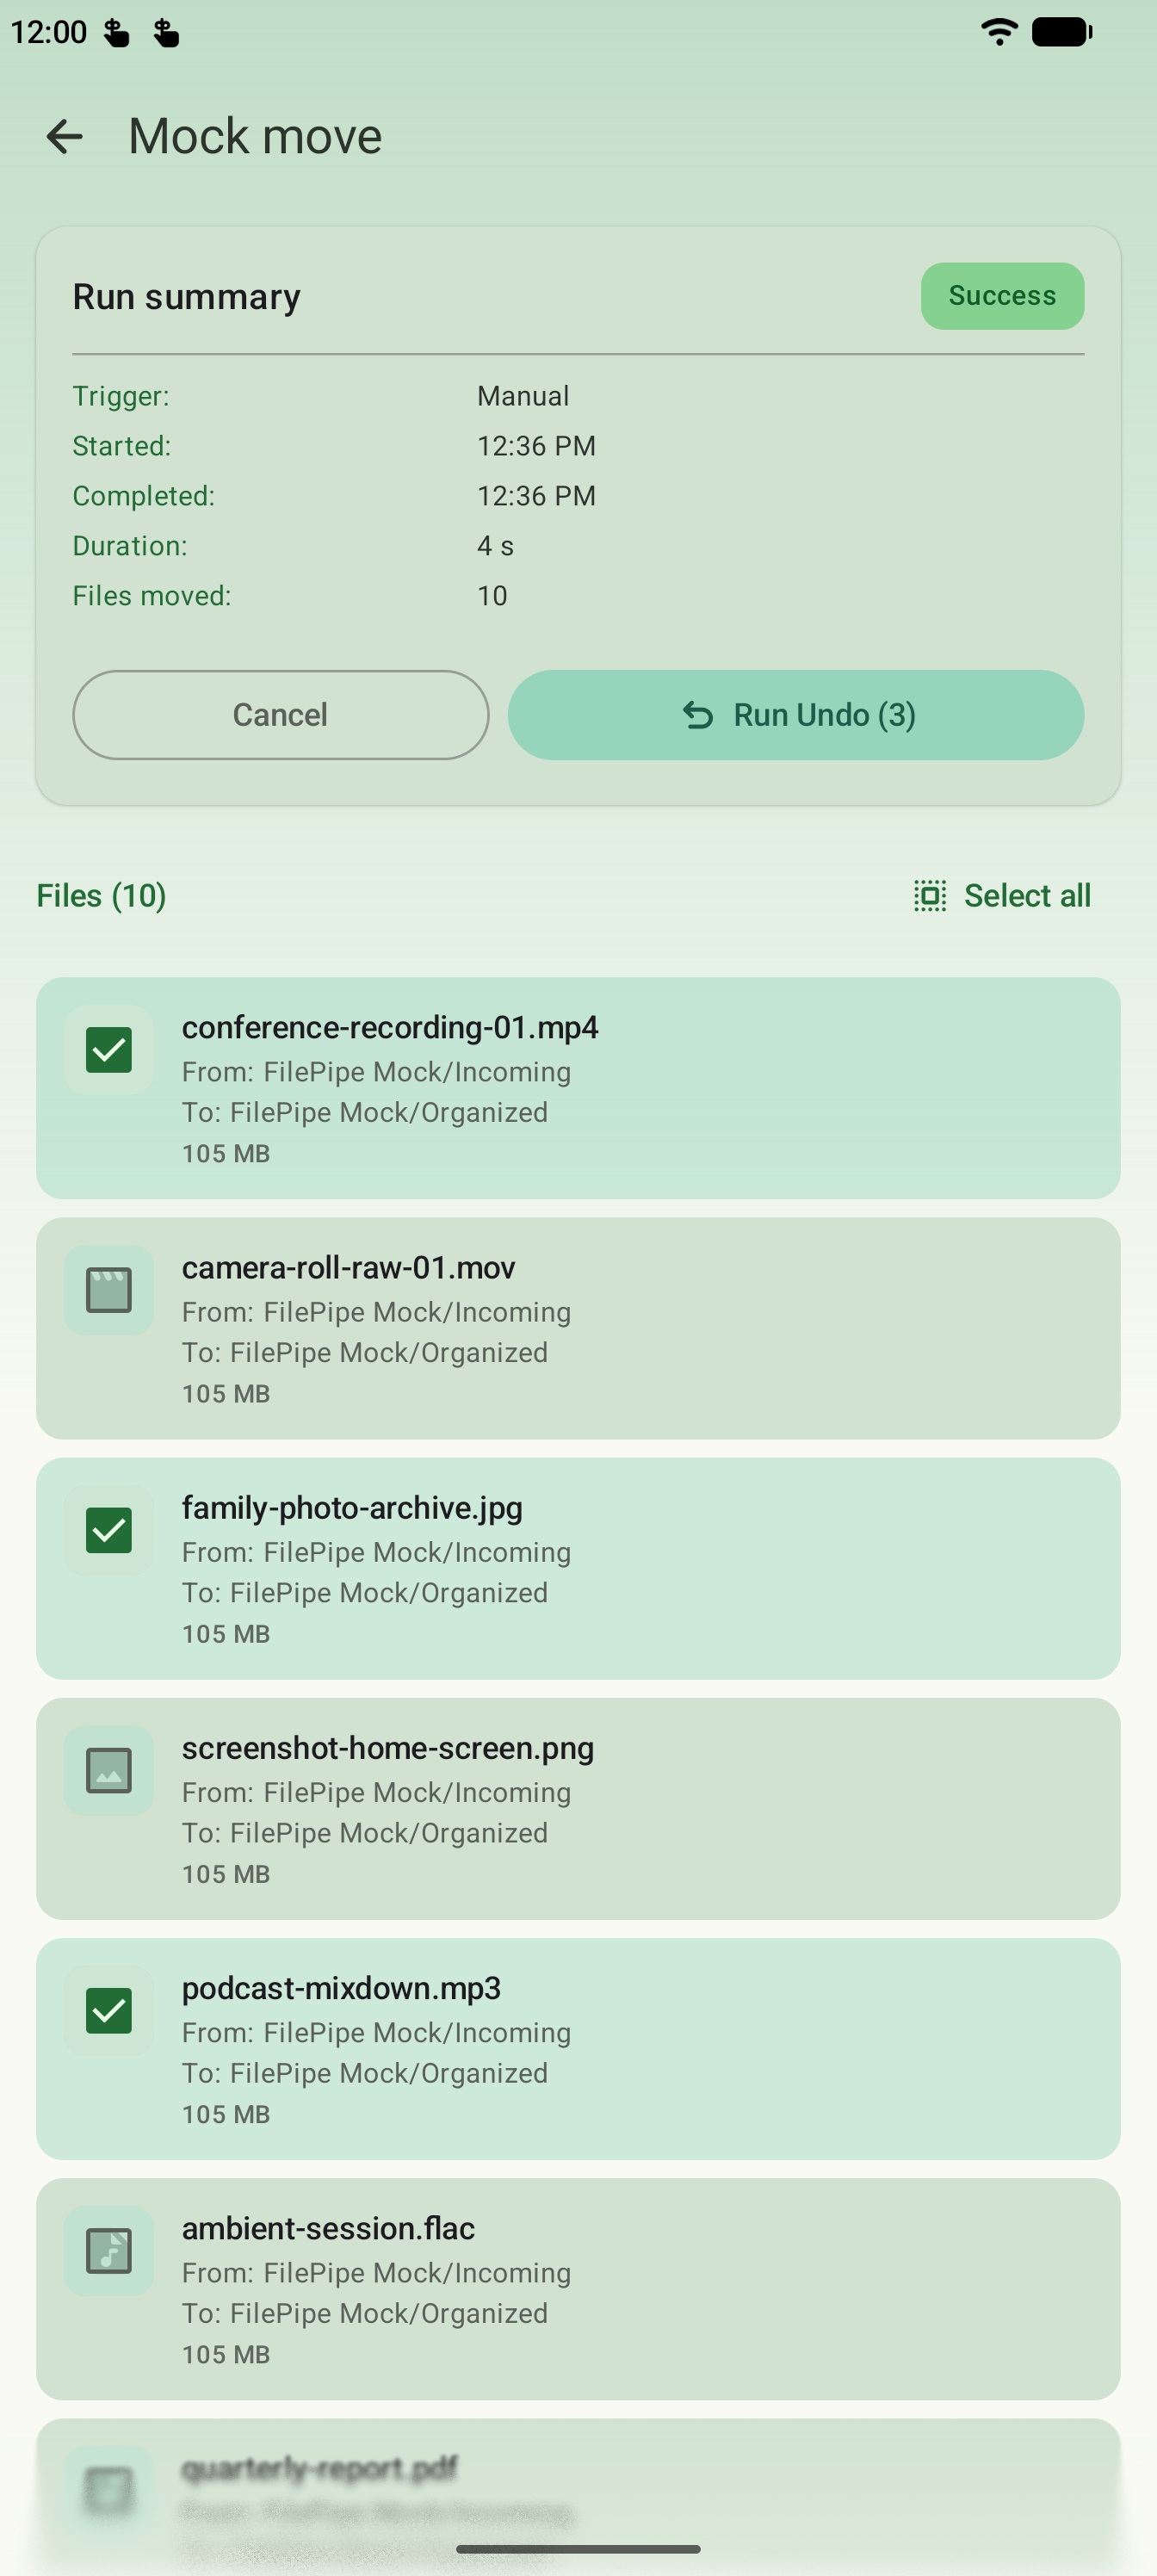 12:00
Mock move
Run summary
Success
Trigger: Manual
Started: 12:36 PM
Completed: 12:36 PM
Duration: 4 s
Files moved: 10
Cancel
Run Undo (3)
Files (10)
Select all
conference-recording-01.mp4
From: FilePipe Mock/Incoming
To: FilePipe Mock/Organized
105 MB
camera-roll-raw-01.mov
From: FilePipe Mock/Incoming
To: FilePipe Mock/Organized
105 MB
family-photo-archive.jpg
From: FilePipe Mock/Incoming
To: FilePipe Mock/Organized
105 MB
screenshot-home-screen.png
From: FilePipe Mock/Incoming
To: FilePipe Mock/Organized
105 MB
podcast-mixdown.mp3
From: FilePipe Mock/Incoming
To: FilePipe Mock/Organized
105 MB
ambient-session.flac
From: FilePipe Mock/Incoming
To: FilePipe Mock/Organized
105 MB
quarterly-report.pdf